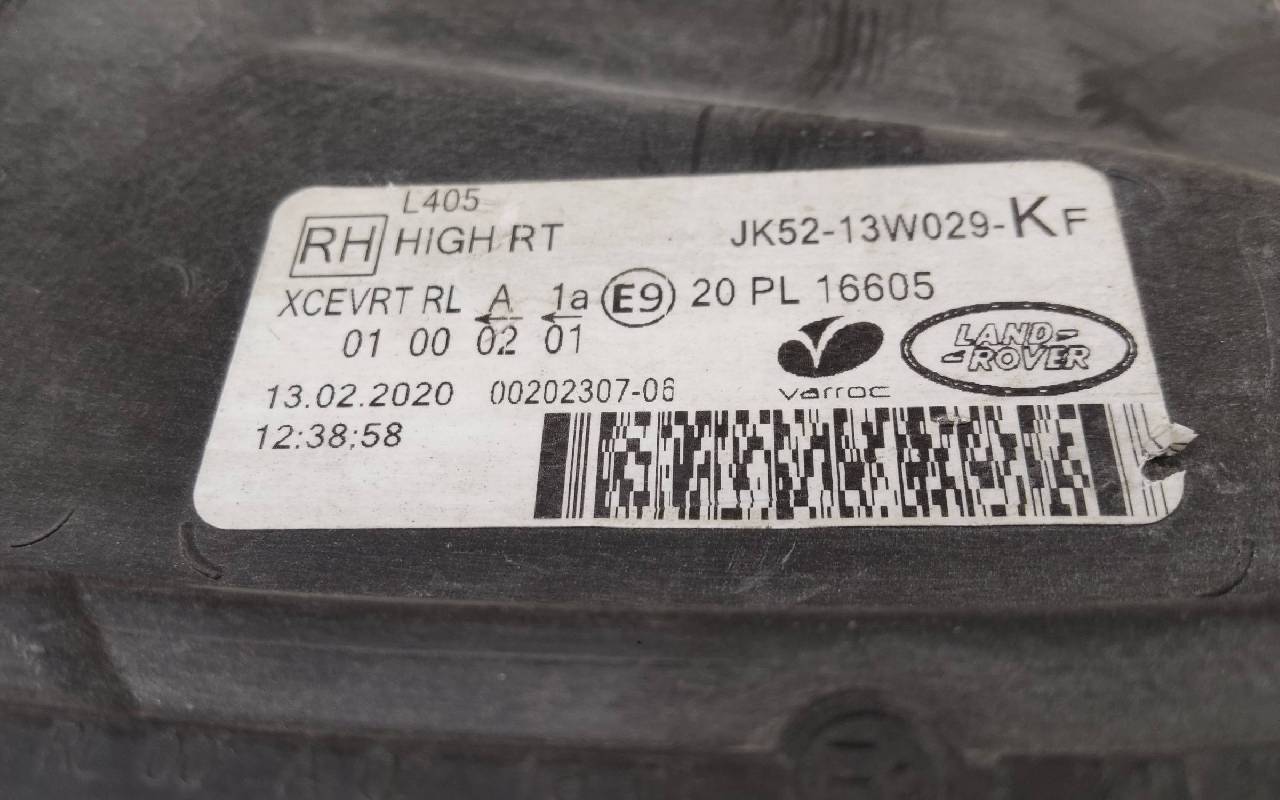 L405
RH HIGH RT JK52-13W029-KF
XCEVRT RL A 1a E9 20 PL 16605
01 00 02 01
varroc
LAND-
-ROVER
13.02.2020 00202307-06
12:38;58